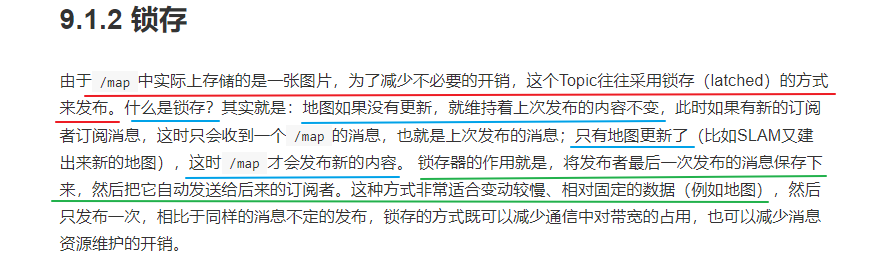 9.1.2 锁存
由于 /map 中实际上存储的是一张图片，为了减少不必要的开销，这个Topic往往采用锁存（latched）的方式
来发布。什么是锁存？其实就是：地图如果没有更新，就维持着上次发布的内容不变，此时如果有新的订阅
者订阅消息，这时只会收到一个 /map 的消息，也就是上次发布的消息；只有地图更新了（比如SLAM又建
出来新的地图），这时 /map 才会发布新的内容。 锁存器的作用就是，将发布者最后一次发布的消息保存下
来，然后把它自动发送给后来的订阅者。这种方式非常适合变动较慢、相对固定的数据（例如地图），然后
只发布一次，相比于同样的消息不定的发布，锁存的方式既可以减少通信中对带宽的占用，也可以减少消息
资源维护的开销。